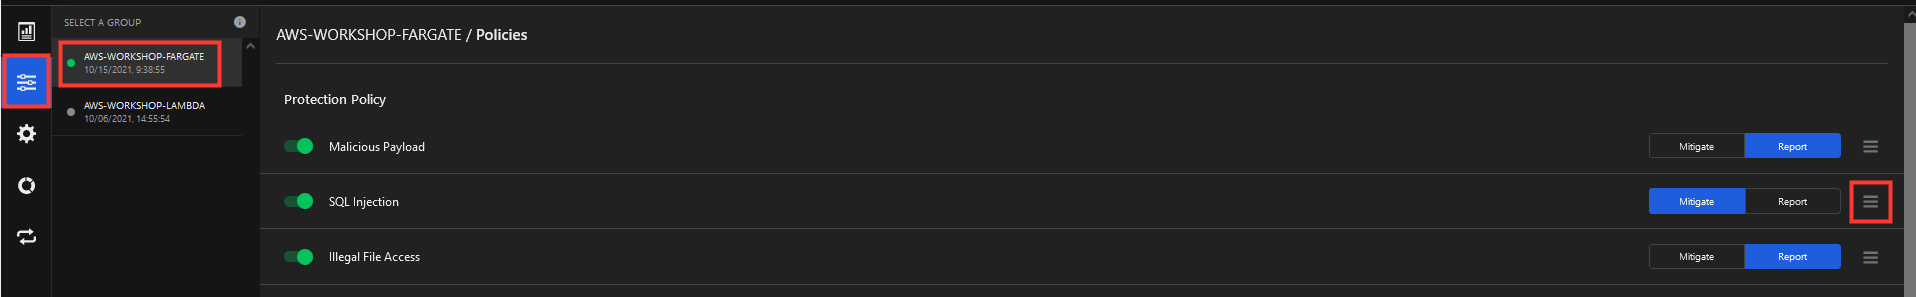 SELECT A GROUP
AWS-WORKSHOP-FARGATE
10/15/2021, 9:38:55
AWS-WORKSHOP-LAMBDA
10/06/2021, 14:55:54
AWS-WORKSHOP-FARGATE / Policies
Protection Policy
Malicious Payload Mitigate Report
SQL Injection Mitigate Report
Illegal File Access Mitigate Report